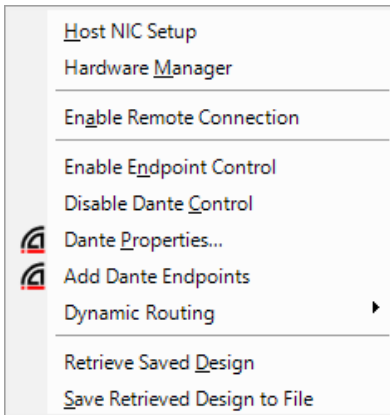 Host NIC Setup
Hardware Manager
Enable Remote Connection
Enable Endpoint Control
Disable Dante Control
Dante Properties...
Add Dante Endpoints
Dynamic Routing
Retrieve Saved Design
Save Retrieved Design to File